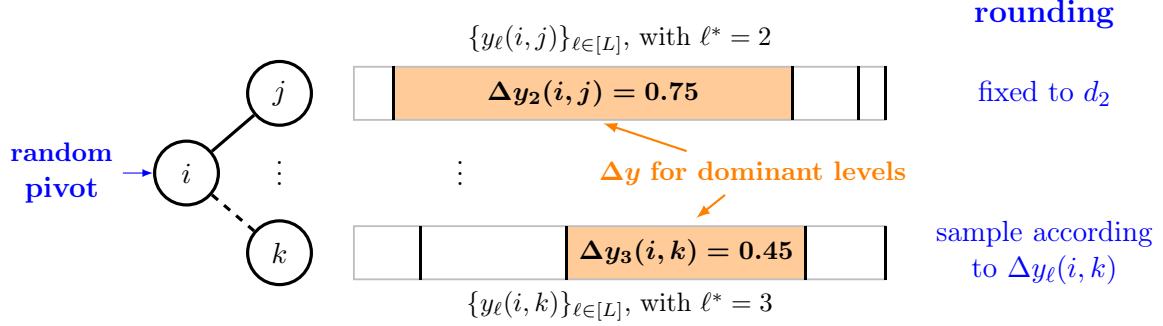 rounding
{y_ℓ(i, j)}_{ℓ∈[L]}, with ℓ* = 2
j
Δy₂(i, j) = 0.75
fixed to d₂
random
pivot
i
⋮
⋮
Δy for dominant levels
k
Δy₃(i, k) = 0.45
sample according
to Δy_ℓ(i, k)
{y_ℓ(i, k)}_{ℓ∈[L]}, with ℓ* = 3